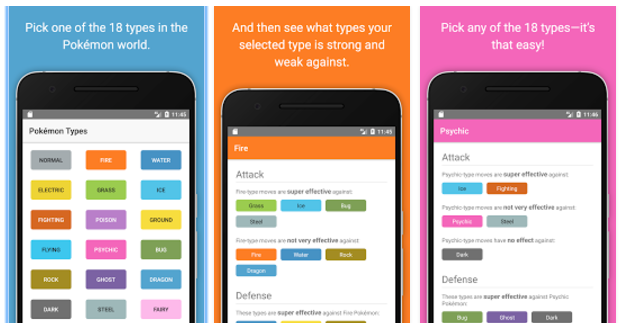 Pick one of the 18 types in the
Pokémon world.
11:45
Pokémon Types
NORMAL FIRE WATER
ELECTRIC GRASS ICE
FIGHTING POISON GROUND
FLYING PSYCHIC BUG
ROCK GHOST DRAGON
DARK STEEL FAIRY
And then see what types your
selected type is strong and
weak against.
11:45
Fire
Attack
Fire-type moves are super effective against:
Grass Ice Bug
Steel
Fire-type moves are not very effective against:
Fire Water Rock
Dragon
Defense
These types are super effective against Fire Pokémon:
Pick any of the 18 types—it's
that easy!
11:46
Psychic
Attack
Psychic-type moves are super effective against:
Ice Fighting
Psychic-type moves are not very effective against:
Psychic Steel
Psychic-type moves have no effect against:
Dark
Defense
These types are super effective against Psychic
Pokémon:
Bug Ghost Dark